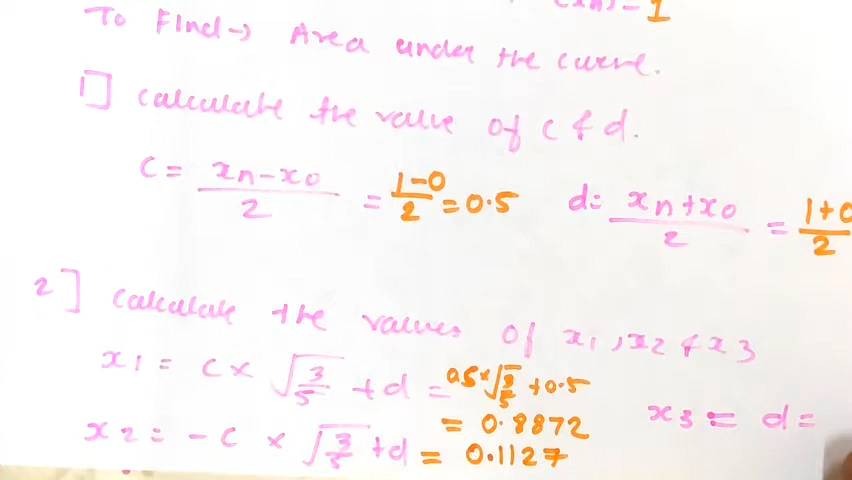 (xn) = 1
To Find→ Area under the curve.
1] calculate the value of c & d.
c = xn-x0/2 = 1-0/2 = 0.5 d= xn+x0/2 = 1+0/2
2] calculate the values of x1, x2 & x3
x1 = c × √3/5 + d = 0.5×√3/5 + 0.5
= 0.8872
x3 = d =
x2 = -c × √3/5 + d = 0.1127